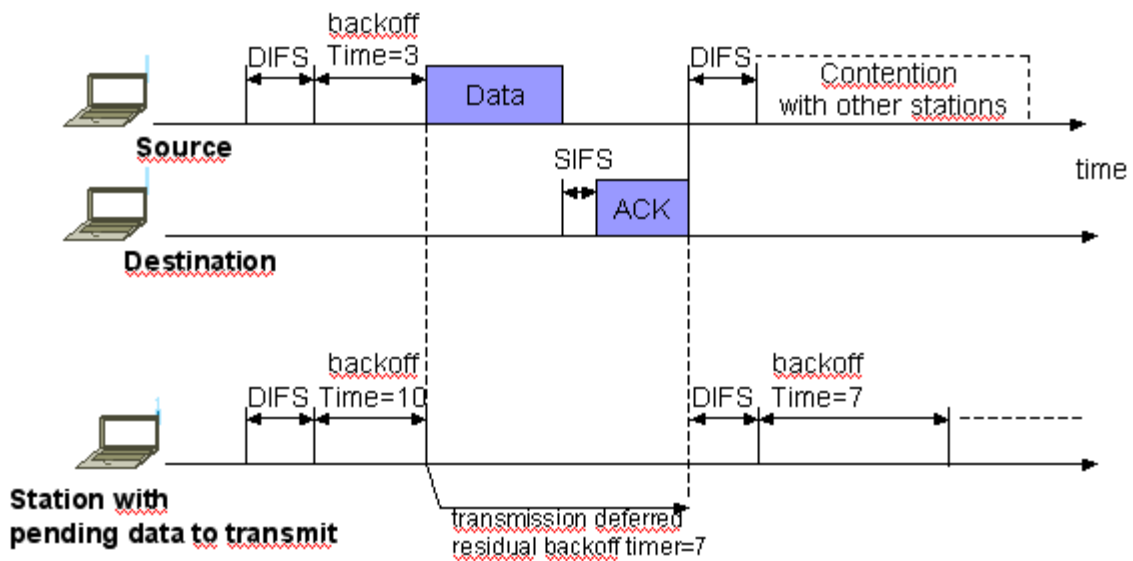 backoff
DIFS Time=3
Data
DIFS
Contention
with other stations
Source
time
SIFS
ACK
Destination
backoff
DIFS Time=10
backoff
DIFS Time=7
Station with
pending data to transmit
transmission deferred
residual backoff timer=7